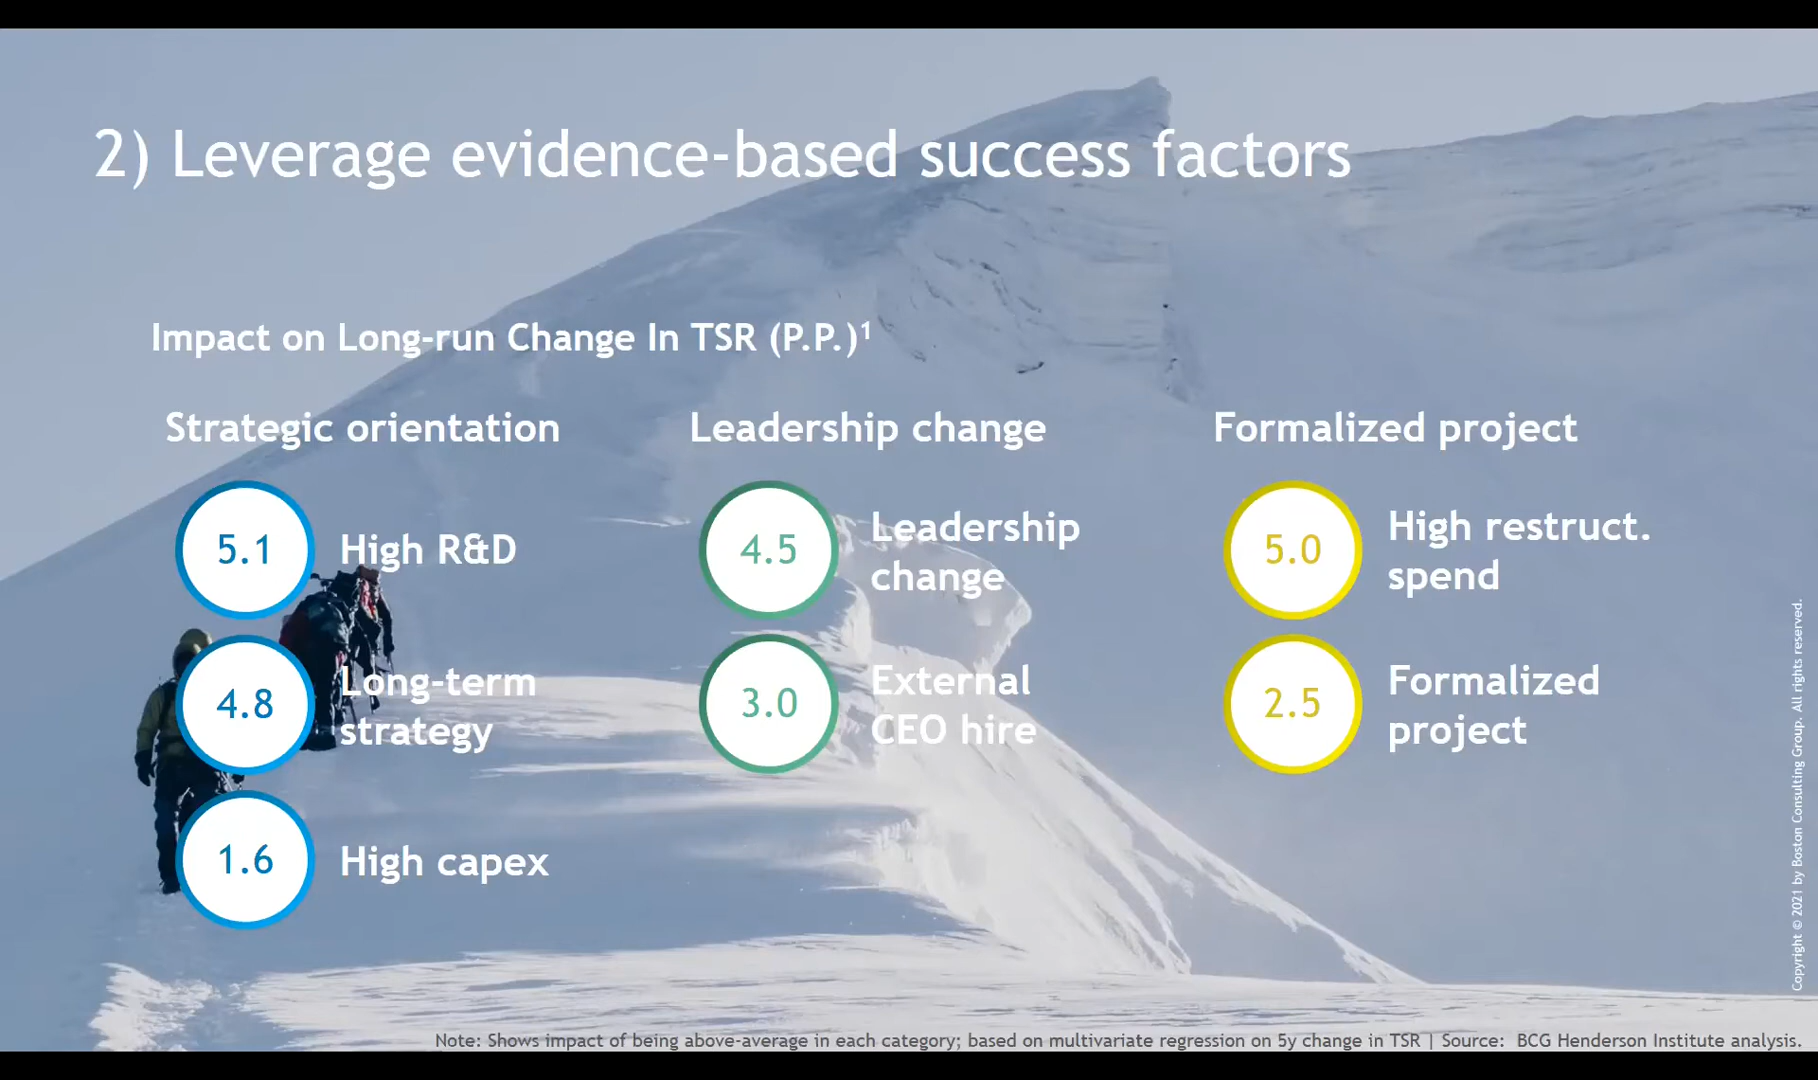 2) Leverage evidence-based success factors
Impact on Long-run Change In TSR (P.P.)¹
Strategic orientation
5.1
High R&D
4.8
Long-term
strategy
1.6
High capex
Leadership change
4.5
Leadership
change
3.0
External
CEO hire
Formalized project
5.0
High restruct.
spend
2.5
Formalized
project
Copyright © 2021 by Boston Consulting Group. All rights reserved.
Note: Shows impact of being above-average in each category; based on multivariate regression on 5y change in TSR | Source: BCG Henderson Institute analysis.